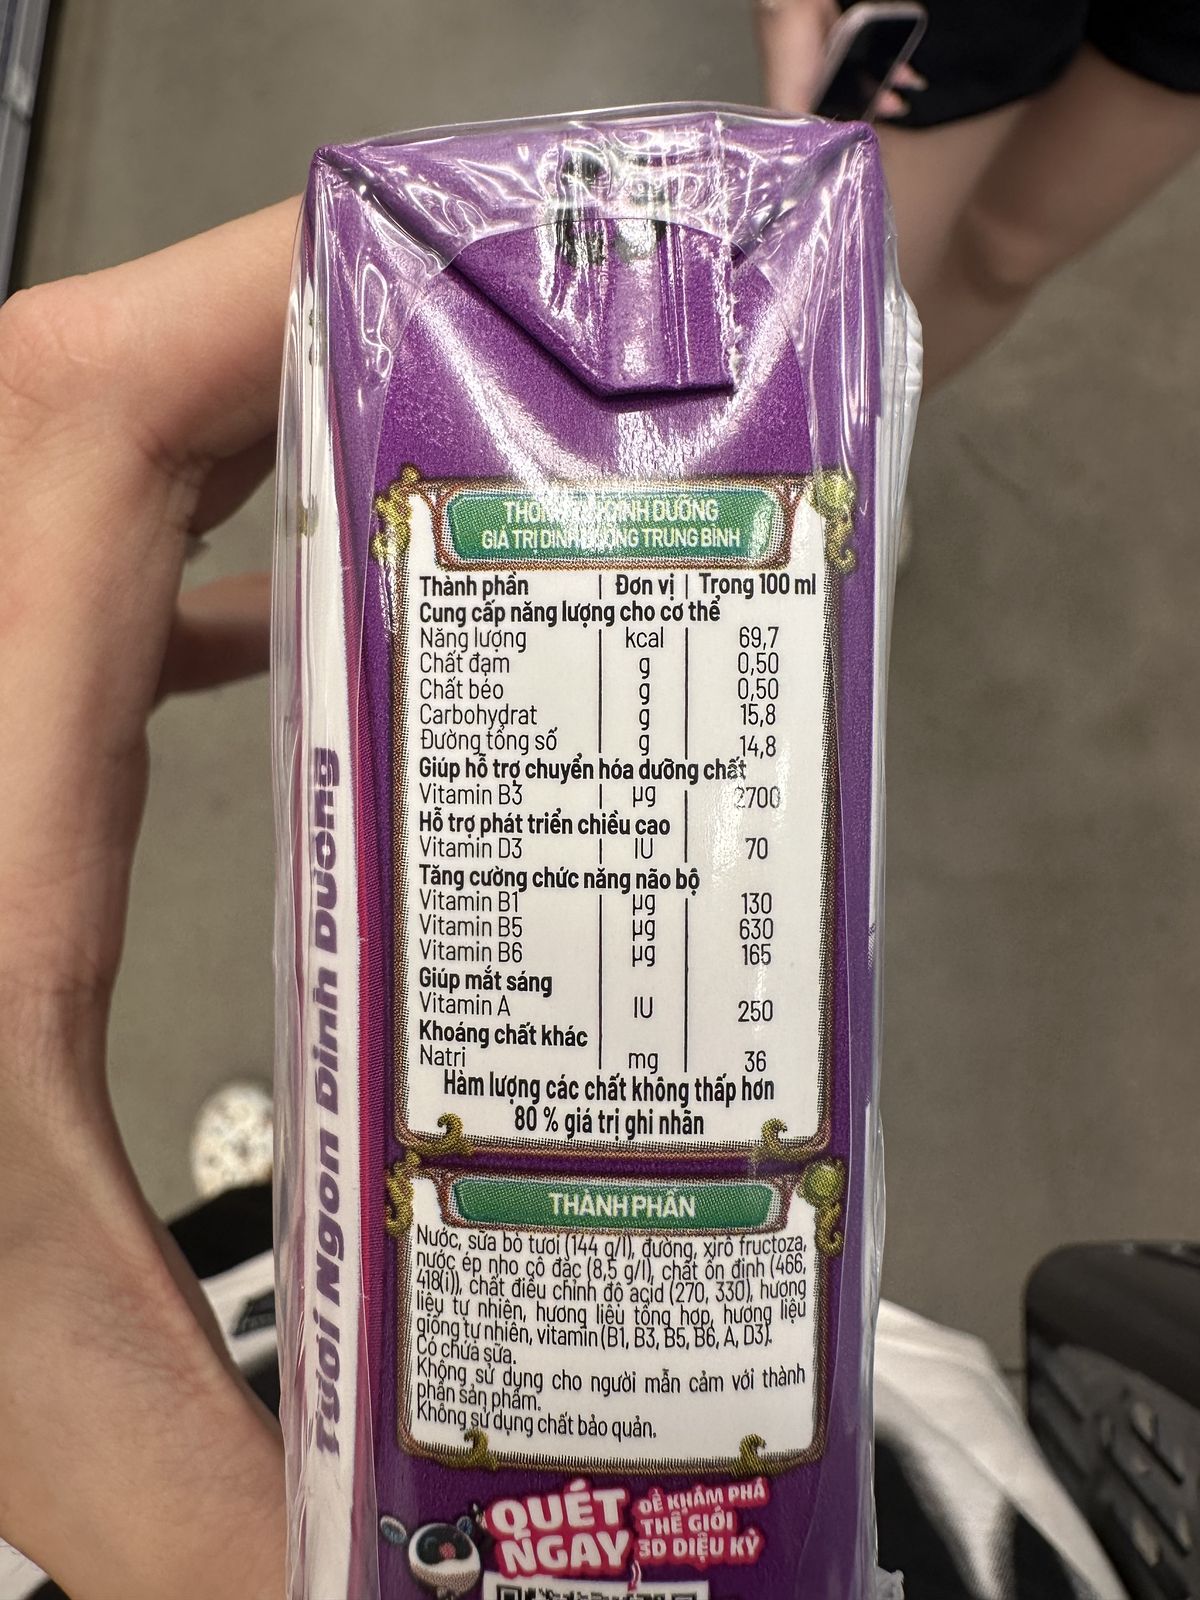 DINH DƯỠNG
GIÁ TRỊ DINH DƯỠNG TRUNG BÌNH
Thành phần | Đơn vị | Trong 100 ml
Cung cấp năng lượng cho cơ thể
Năng lượng kcal 69,7
Chất đạm g 0,50
Chất béo g 0,50
Carbohydrat g 15,8
Đường tổng số g 14,8
Giúp hỗ trợ chuyển hóa dưỡng chất
Vitamin B3 µg 2700
Hỗ trợ phát triển chiều cao
Vitamin D3 IU 70
Tăng cường chức năng não bộ
Vitamin B1 µg 130
Vitamin B5 µg 630
Vitamin B6 µg 165
Giúp mắt sáng
Vitamin A IU 250
Khoáng chất khác
Natri mg 36
Hàm lượng các chất không thấp hơn
80 % giá trị ghi nhãn
THÀNH PHẦN
Nước, sữa bò tươi (144 g/l), đường, xirô fructoza,
nước ép nho cô đặc (8,5 g/l), chất ổn định (466,
418(i)), chất điều chỉnh độ acid (270, 330), hương
liệu tự nhiên, hương liệu tổng hợp, hương liệu
giống tự nhiên, vitamin (B1, B3, B5, B6, A, D3).
Có chứa sữa.
Không sử dụng cho người mẫn cảm với thành
phần sản phẩm.
Không sử dụng chất bảo quản.
QUÉT
NGAY
ĐỂ KHÁM PHÁ
THẾ GIỚI
3D DIỆU KỲ
Tươi Ngon Dinh Dưỡng